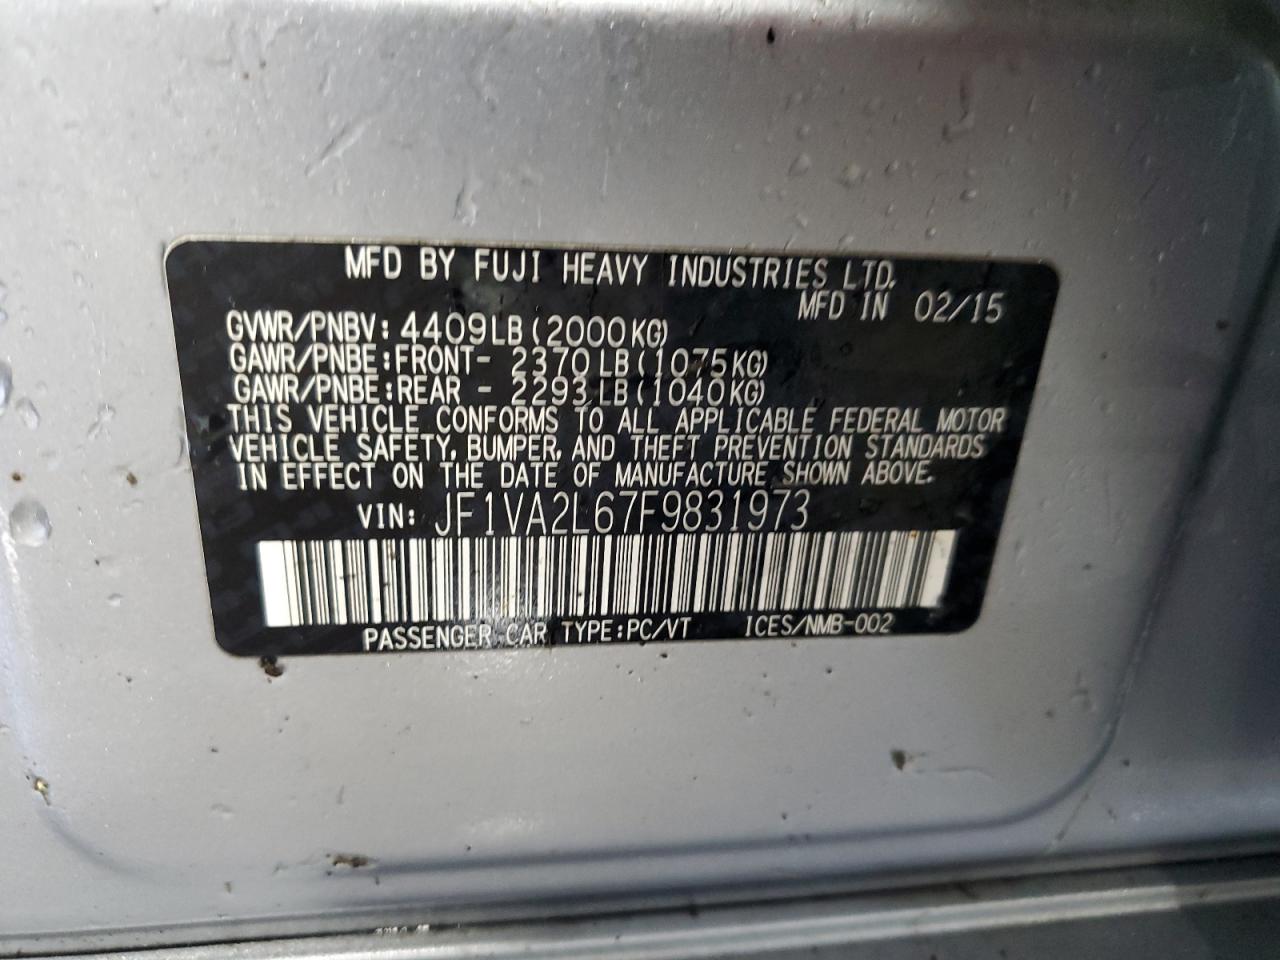 MFD BY FUJI HEAVY INDUSTRIES LTD.
MFD IN 02/15
GVWR/PNBV: 4409LB(2000KG)
GAWR/PNBE:FRONT- 2370LB(1075KG)
GAWR/PNBE:REAR - 2293LB(1040KG)
THIS VEHICLE CONFORMS TO ALL APPLICABLE FEDERAL MOTOR
VEHICLE SAFETY, BUMPER, AND THEFT PREVENTION STANDARDS
IN EFFECT ON THE DATE OF MANUFACTURE SHOWN ABOVE.
VIN: JF1VA2L67F9831973
PASSENGER CAR TYPE:PC/VT ICES/NMB-002